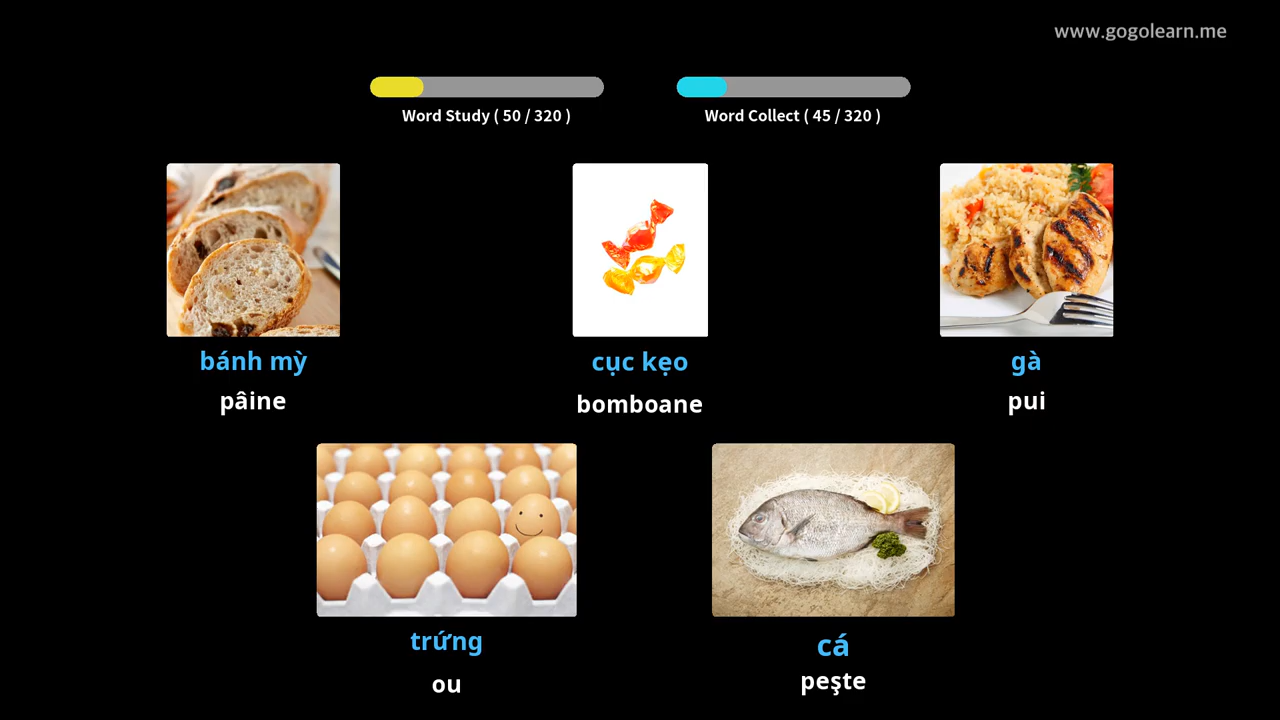 www.gogolearn.me
Word Study ( 50 / 320 )
Word Collect ( 45 / 320 )
bánh mỳ
pâine
cục kẹo
bomboane
gà
pui
trứng
ou
cá
peşte